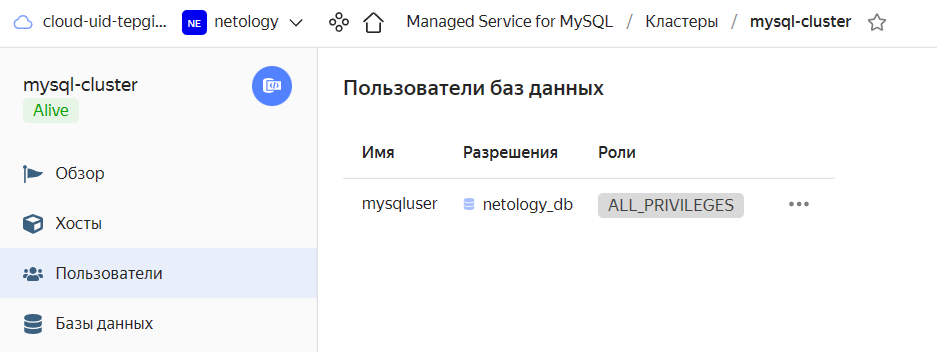 cloud-uid-tepgi... NE netology Managed Service for MySQL / Кластеры / mysql-cluster
mysql-cluster
Alive
Обзор
Хосты
Пользователи
Базы данных
Пользователи баз данных
Имя Разрешения Роли
mysqluser netology_db ALL_PRIVILEGES